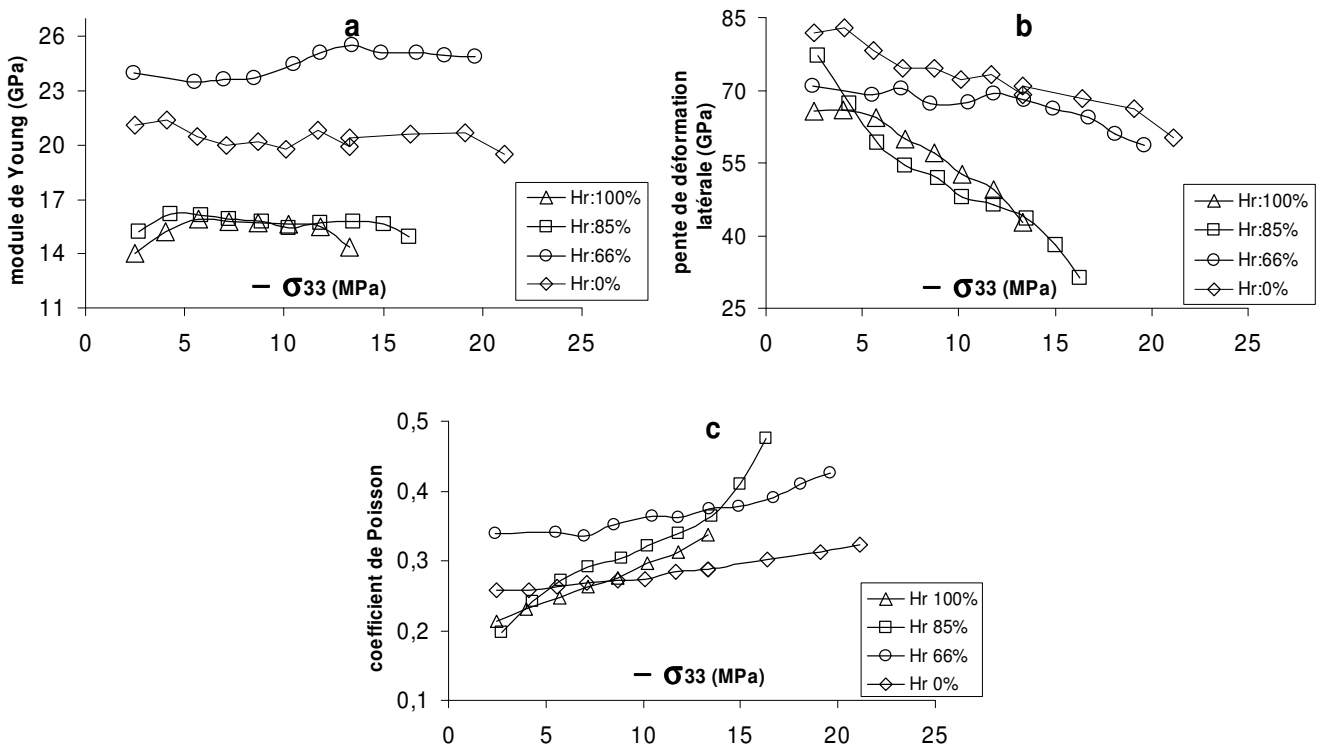 a
module de Young (GPa)
26
23
20
17
14
11
0 5 10 15 20 25
– σ33 (MPa)
Hr:100%
Hr:85%
Hr:66%
Hr:0%
b
pente de déformation
latérale (GPa)
85
70
55
40
25
0 5 10 15 20 25
– σ33 (MPa)
Hr:100%
Hr:85%
Hr:66%
Hr:0%
c
coefficient de Poisson
0,5
0,4
0,3
0,2
0,1
0 5 10 15 20 25
– σ33 (MPa)
Hr 100%
Hr 85%
Hr 66%
Hr 0%